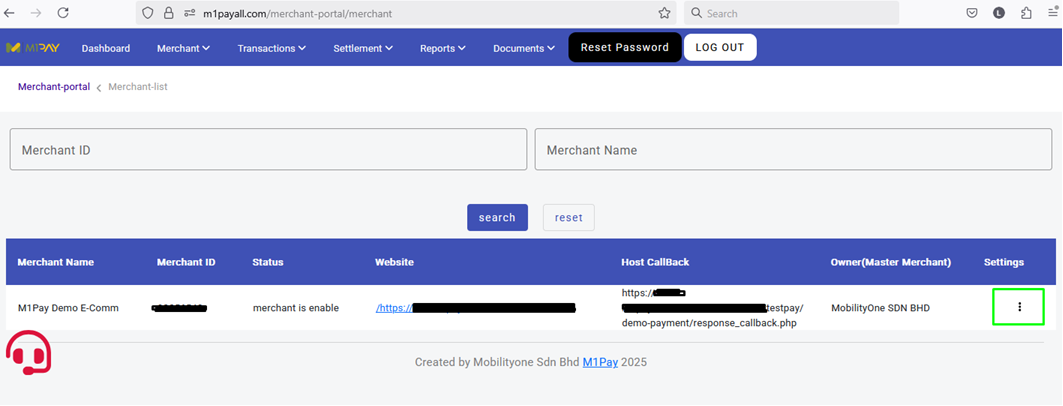 m1payall.com/merchant-portal/merchant
Search
L
M1PAY Dashboard Merchant Transactions Settlement Reports Documents Reset Password LOG OUT
Merchant-portal Merchant-list
Merchant ID Merchant Name
search reset
Merchant Name Merchant ID Status Website Host CallBack Owner(Master Merchant) Settings
M1Pay Demo E-Comm merchant is enable /https:/ https:// MobilityOne SDN BHD
testpay/
demo-payment/response_callback.php
Created by Mobilityone Sdn Bhd M1Pay 2025